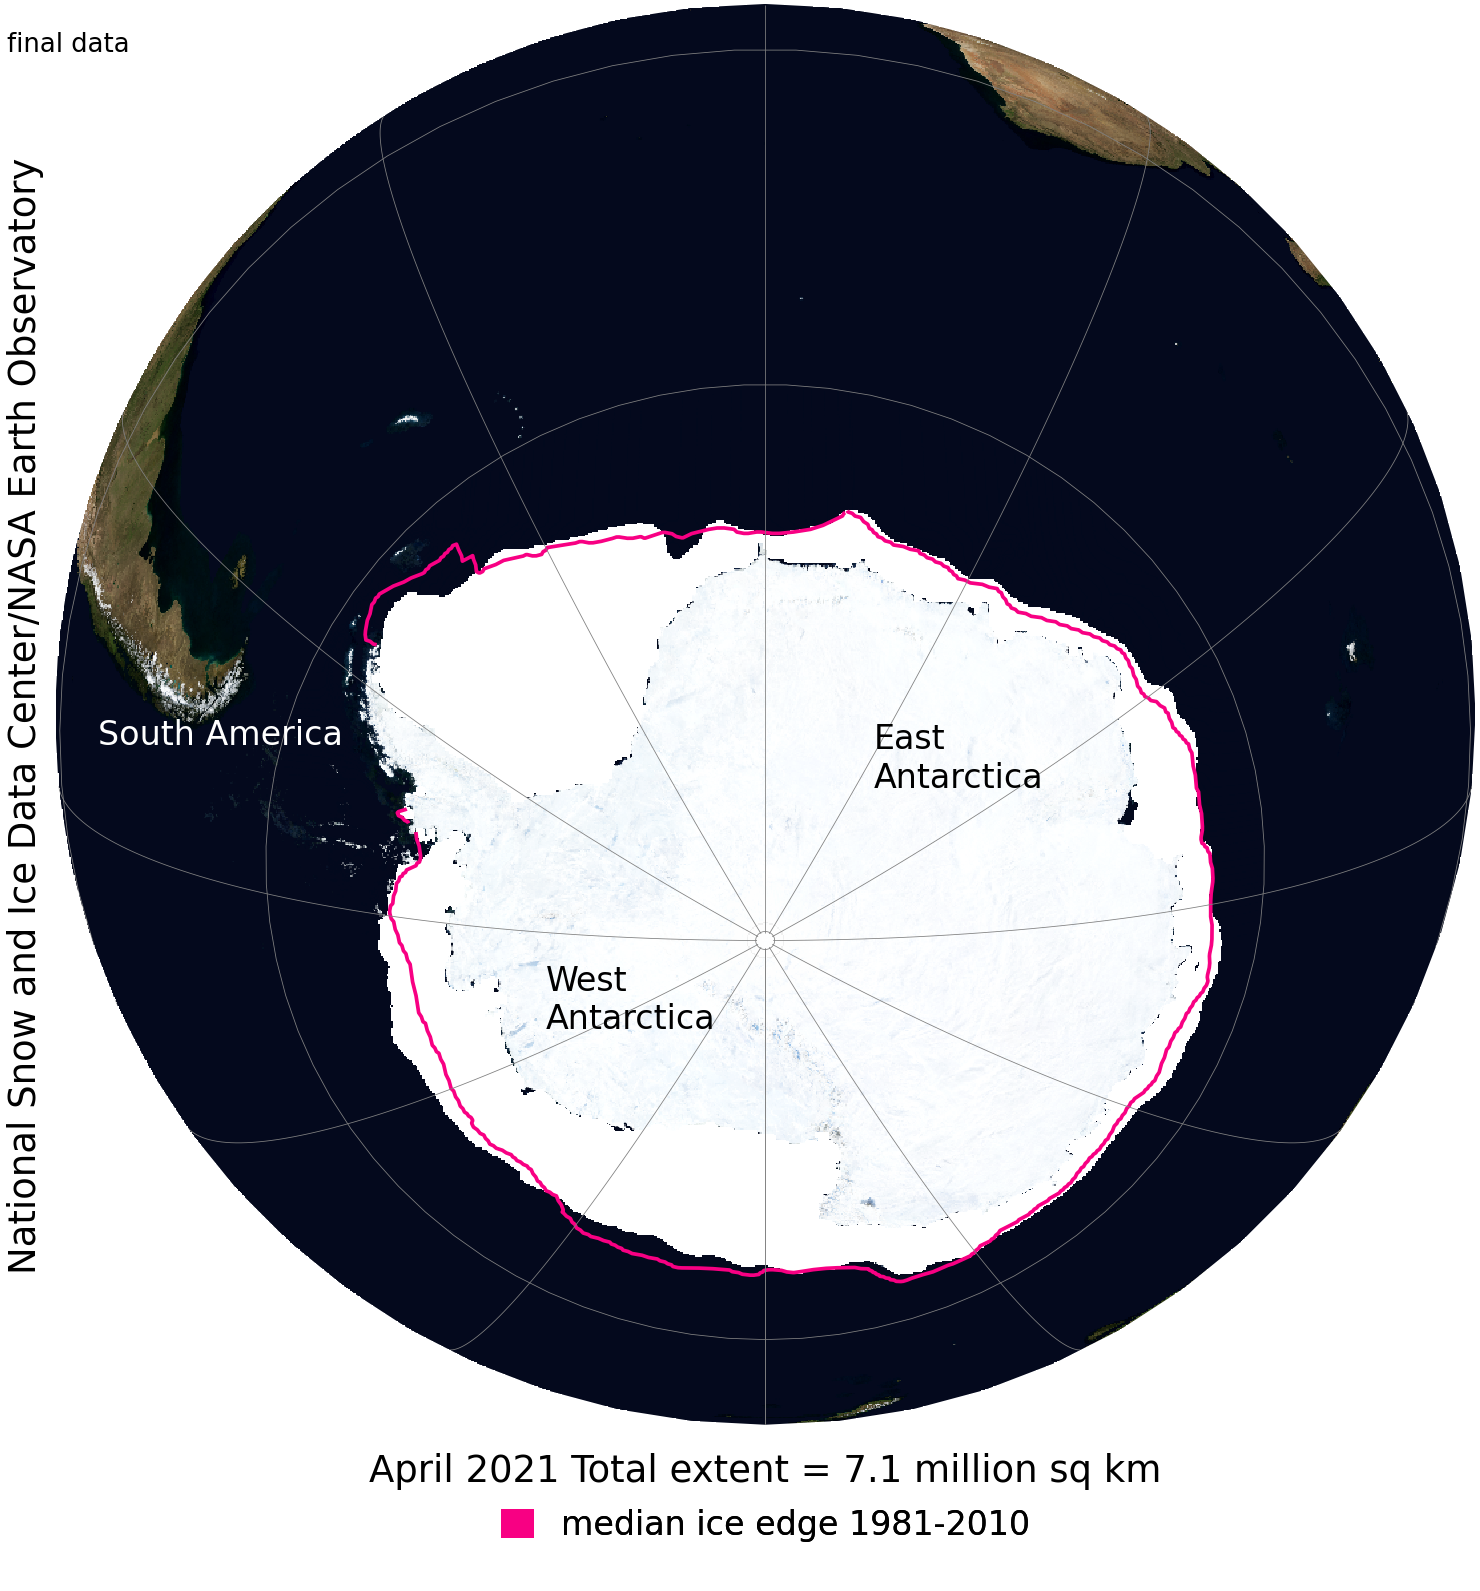 final data
National Snow and Ice Data Center/NASA Earth Observatory
South America
East
Antarctica
West
Antarctica
April 2021 Total extent = 7.1 million sq km
median ice edge 1981-2010